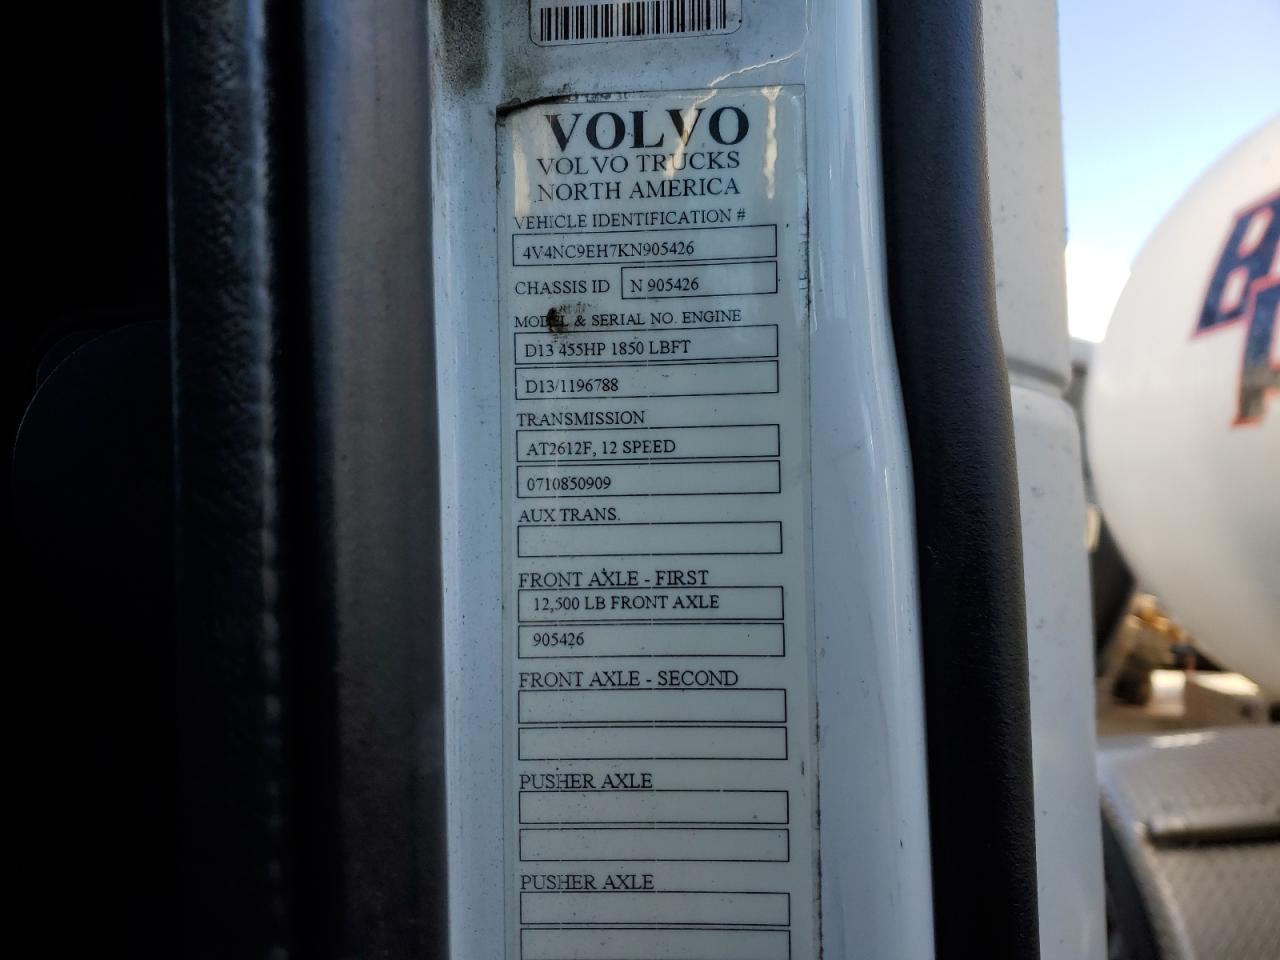 VOLVO
VOLVO TRUCKS
NORTH AMERICA
VEHICLE IDENTIFICATION #
4V4NC9EH7KN905426
CHASSIS ID N 905426
MODEL & SERIAL NO. ENGINE
D13 455HP 1850 LBFT
D13/1196788
TRANSMISSION
AT2612F, 12 SPEED
0710850909
AUX TRANS.
FRONT AXLE - FIRST
12,500 LB FRONT AXLE
905426
FRONT AXLE - SECOND
PUSHER AXLE
PUSHER AXLE